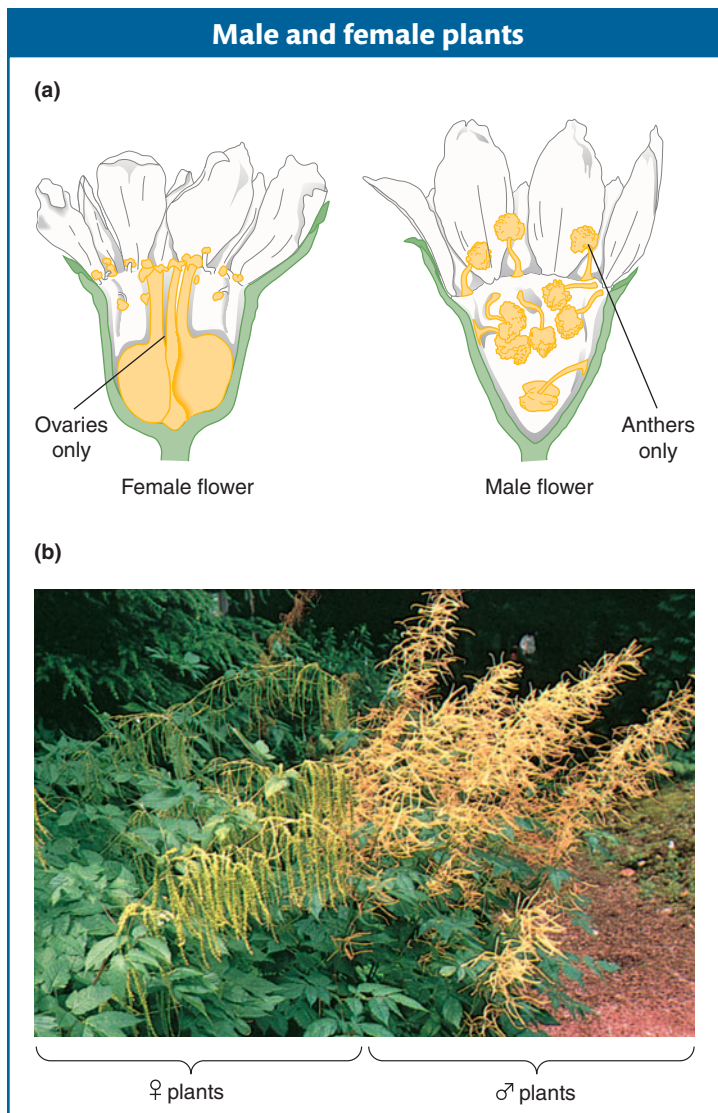 Male and female plants
(a)
Ovaries
only
Anthers
only
Female flower
Male flower
(b)
♀ plants
♂ plants